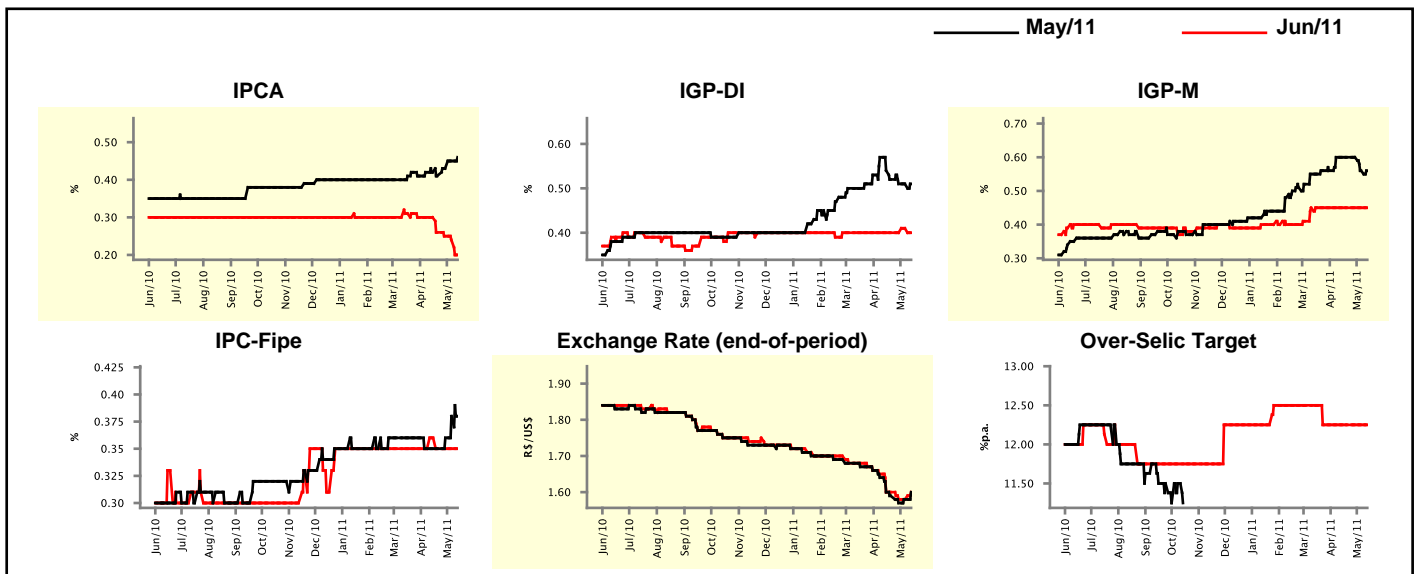 May/11 Jun/11
IPCA IGP-DI IGP-M
0.50
0.40
0.30
0.20
%
Jun/10 Jul/10 Aug/10 Sep/10 Oct/10 Nov/10 Dec/10 Jan/11 Feb/11 Mar/11 Apr/11 May/11
0.60
0.50
0.40
%
Jun/10 Jul/10 Aug/10 Sep/10 Oct/10 Nov/10 Dec/10 Jan/11 Feb/11 Mar/11 Apr/11 May/11
0.70
0.60
0.50
0.40
0.30
%
Jun/10 Jul/10 Aug/10 Sep/10 Oct/10 Nov/10 Dec/10 Jan/11 Feb/11 Mar/11 Apr/11 May/11
IPC-Fipe Exchange Rate (end-of-period) Over-Selic Target
0.425
0.40
0.375
0.35
0.325
0.30
%
Jun/10 Jul/10 Aug/10 Sep/10 Oct/10 Nov/10 Dec/10 Jan/11 Feb/11 Mar/11 Apr/11 May/11
1.90
1.80
1.70
1.60
R$/US$
Jun/10 Jul/10 Aug/10 Sep/10 Oct/10 Nov/10 Dec/10 Jan/11 Feb/11 Mar/11 Apr/11 May/11
13.00
12.50
12.00
11.50
%p.a.
Jun/10 Jul/10 Aug/10 Sep/10 Oct/10 Nov/10 Dec/10 Jan/11 Feb/11 Mar/11 Apr/11 May/11